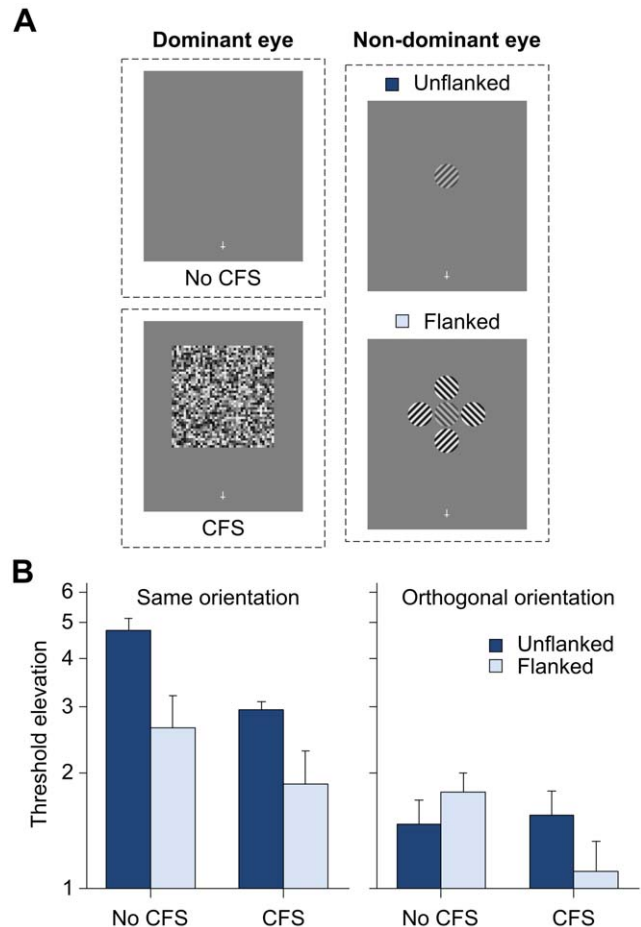 A
Dominant eye
Non-dominant eye
Unflanked
No CFS
Flanked
CFS
B
Threshold elevation
6
5
4
3
2
1
Same orientation
Orthogonal orientation
Unflanked
Flanked
No CFS
CFS
No CFS
CFS